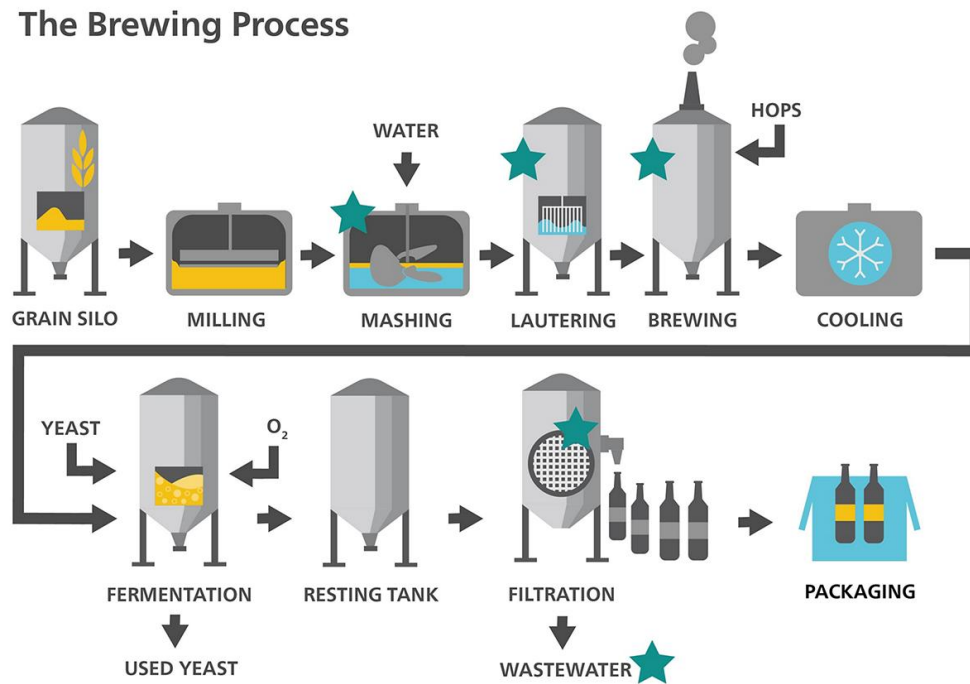 The Brewing Process
WATER
HOPS
GRAIN SILO
MILLING
MASHING
LAUTERING
BREWING
COOLING
YEAST
O₂
FERMENTATION
RESTING TANK
FILTRATION
PACKAGING
USED YEAST
WASTEWATER